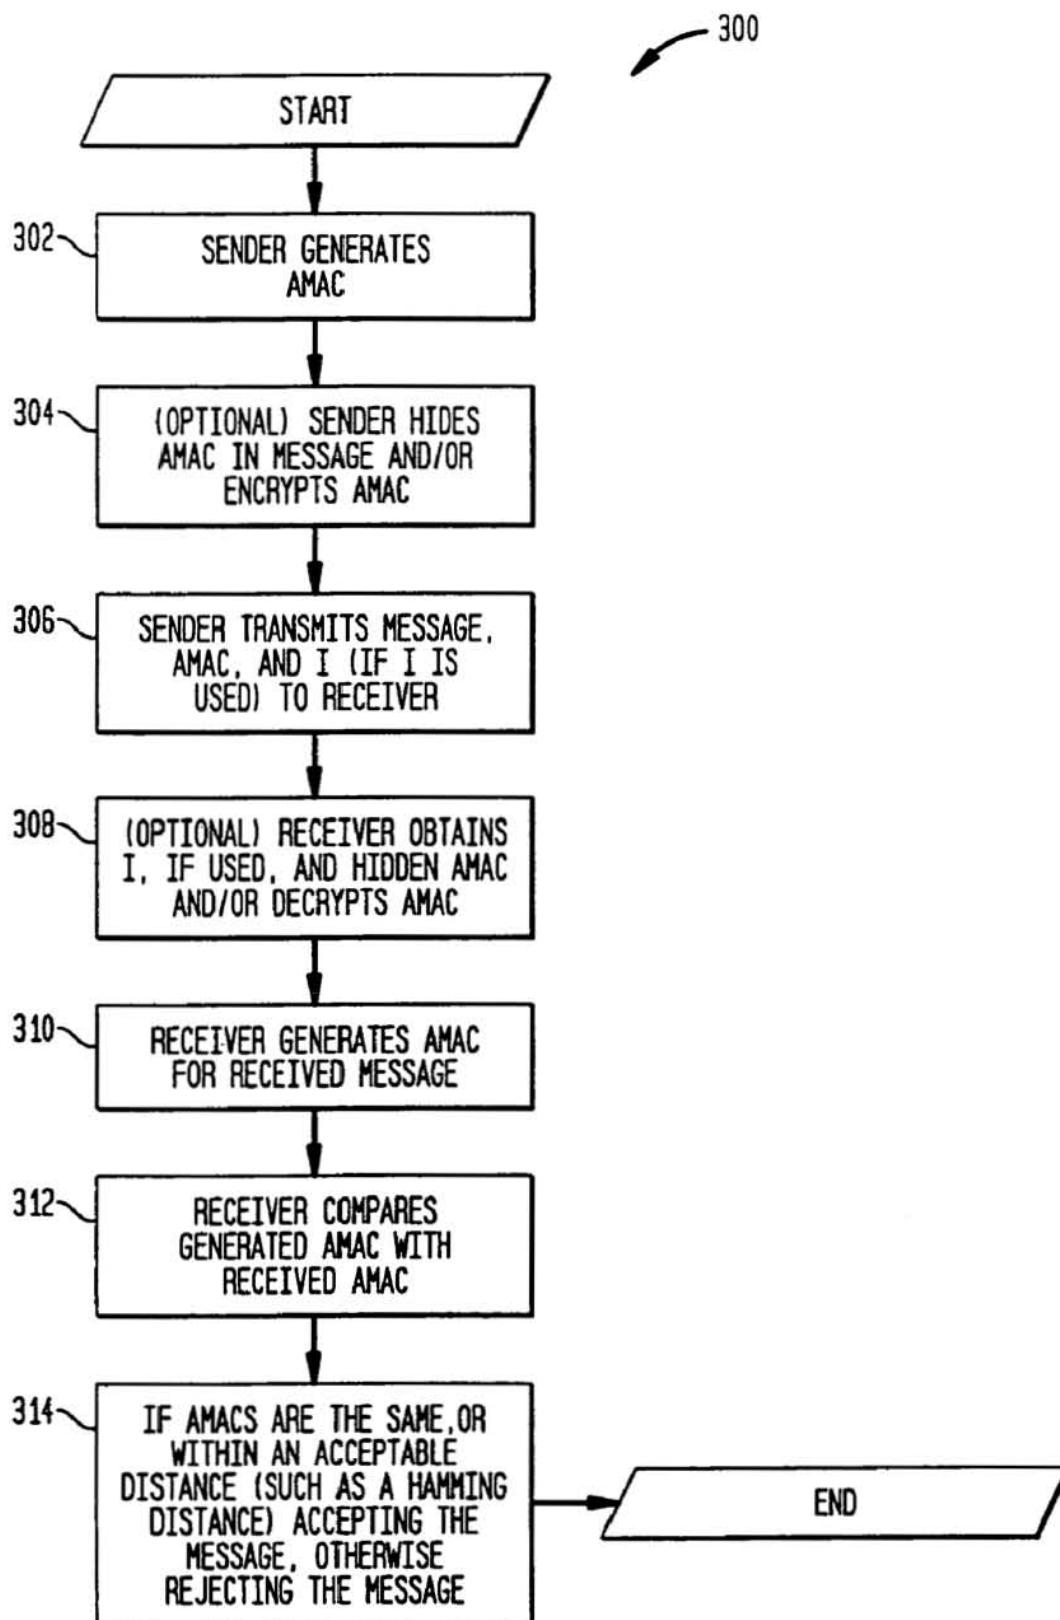 300
START
302
SENDER GENERATES
AMAC
304
(OPTIONAL) SENDER HIDES
AMAC IN MESSAGE AND/OR
ENCRYPTS AMAC
306
SENDER TRANSMITS MESSAGE,
AMAC, AND I (IF I IS
USED) TO RECEIVER
308
(OPTIONAL) RECEIVER OBTAINS
I, IF USED, AND HIDDEN AMAC
AND/OR DECRYPTS AMAC
310
RECEIVER GENERATES AMAC
FOR RECEIVED MESSAGE
312
RECEIVER COMPARES
GENERATED AMAC WITH
RECEIVED AMAC
314
IF AMACS ARE THE SAME,OR
WITHIN AN ACCEPTABLE
DISTANCE (SUCH AS A HAMMING
DISTANCE) ACCEPTING THE
MESSAGE, OTHERWISE
REJECTING THE MESSAGE
END